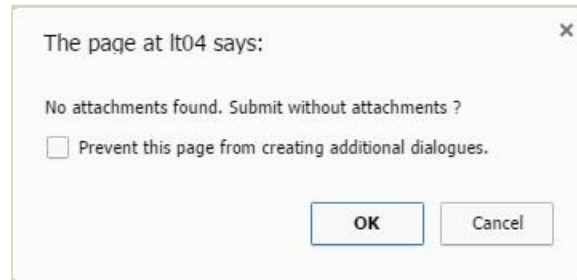 The page at lt04 says:
No attachments found. Submit without attachments ?
Prevent this page from creating additional dialogues.
OK
Cancel